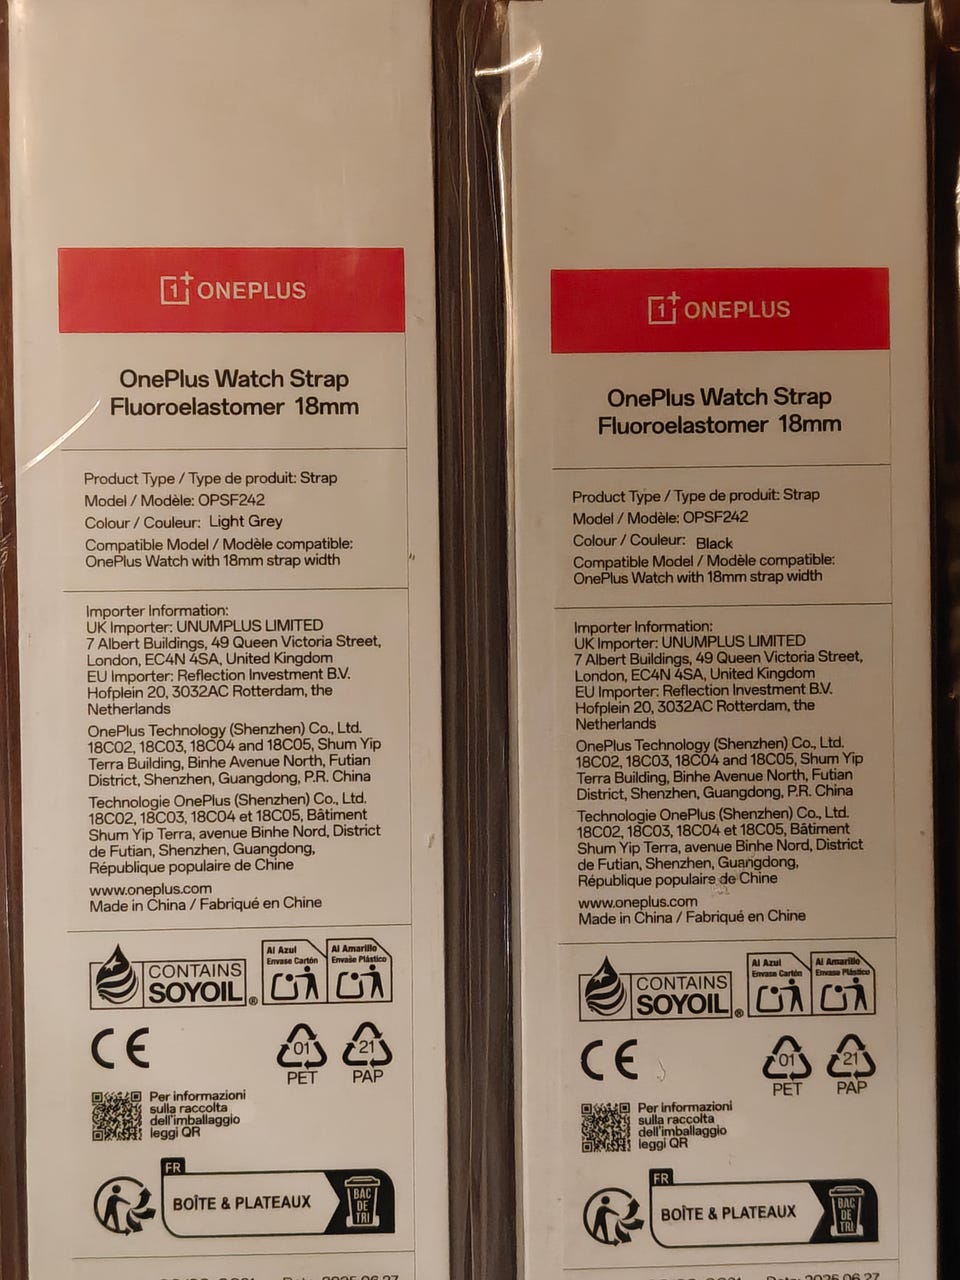 1+ ONEPLUS
OnePlus Watch Strap
Fluoroelastomer 18mm
Product Type / Type de produit: Strap
Model / Modèle: OPSF242
Colour / Couleur: Light Grey
Compatible Model / Modèle compatible:
OnePlus Watch with 18mm strap width
Importer Information:
UK Importer: UNUMPLUS LIMITED
7 Albert Buildings, 49 Queen Victoria Street,
London, EC4N 4SA, United Kingdom
EU Importer: Reflection Investment B.V.
Hofplein 20, 3032AC Rotterdam, the
Netherlands
OnePlus Technology (Shenzhen) Co., Ltd.
18C02, 18C03, 18C04 and 18C05, Shum Yip
Terra Building, Binhe Avenue North, Futian
District, Shenzhen, Guangdong, P.R. China
Technologie OnePlus (Shenzhen) Co., Ltd.
18C02, 18C03, 18C04 et 18C05, Bâtiment
Shum Yip Terra, avenue Binhe Nord, District
de Futian, Shenzhen, Guangdong,
République populaire de Chine
www.oneplus.com
Made in China / Fabriqué en Chine
CONTAINS
SOYOIL®
Al Azul
Envase Cartón
Al Amarillo
Envase Plástico
CE
01
PET
21
PAP
Per informazioni
sulla raccolta
dell'imballaggio
leggi QR
FR
BOÎTE & PLATEAUX
BAC
DE
TRI
Date: 2025.06.27
1+ ONEPLUS
OnePlus Watch Strap
Fluoroelastomer 18mm
Product Type / Type de produit: Strap
Model / Modèle: OPSF242
Colour / Couleur: Black
Compatible Model / Modèle compatible:
OnePlus Watch with 18mm strap width
Importer Information:
UK Importer: UNUMPLUS LIMITED
7 Albert Buildings, 49 Queen Victoria Street,
London, EC4N 4SA, United Kingdom
EU Importer: Reflection Investment B.V.
Hofplein 20, 3032AC Rotterdam, the
Netherlands
OnePlus Technology (Shenzhen) Co., Ltd.
18C02, 18C03, 18C04 and 18C05, Shum Yip
Terra Building, Binhe Avenue North, Futian
District, Shenzhen, Guangdong, P.R. China
Technologie OnePlus (Shenzhen) Co., Ltd.
18C02, 18C03, 18C04 et 18C05, Bâtiment
Shum Yip Terra, avenue Binhe Nord, District
de Futian, Shenzhen, Guangdong,
République populaire de Chine
www.oneplus.com
Made in China / Fabriqué en Chine
CONTAINS
SOYOIL®
Al Azul
Envase Cartón
Al Amarillo
Envase Plástico
CE
01
PET
21
PAP
Per informazioni
sulla raccolta
dell'imballaggio
leggi QR
FR
BOÎTE & PLATEAUX
BAC
DE
TRI
Date: 2025.06.27